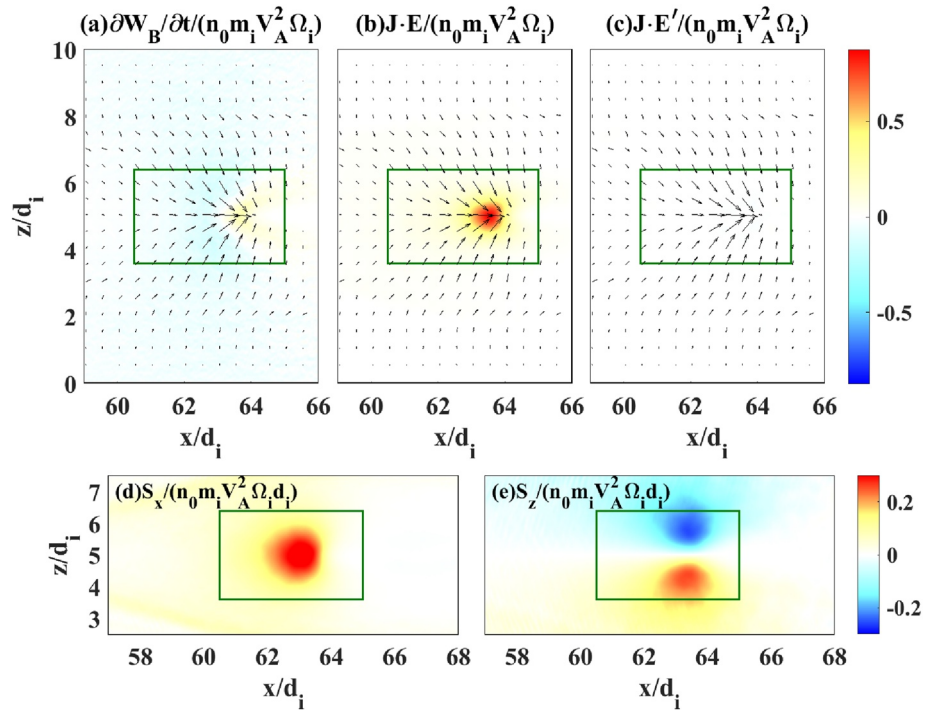 (a)∂W_B/∂t/(n_0m_iV_A^2Ω_i)
(b)J·E/(n_0m_iV_A^2Ω_i)
(c)J·E′/(n_0m_iV_A^2Ω_i)
10
8
6
4
2
0
z/d_i
60 62 64 66
60 62 64 66
60 62 64 66
x/d_i
x/d_i
x/d_i
0.5
0
-0.5
(d)S_x/(n_0m_iV_A^2Ω_id_i)
(e)S_z/(n_0m_iV_A^2Ω_id_i)
7
6
5
4
3
z/d_i
58 60 62 64 66 68
58 60 62 64 66 68
x/d_i
x/d_i
0.2
0
-0.2